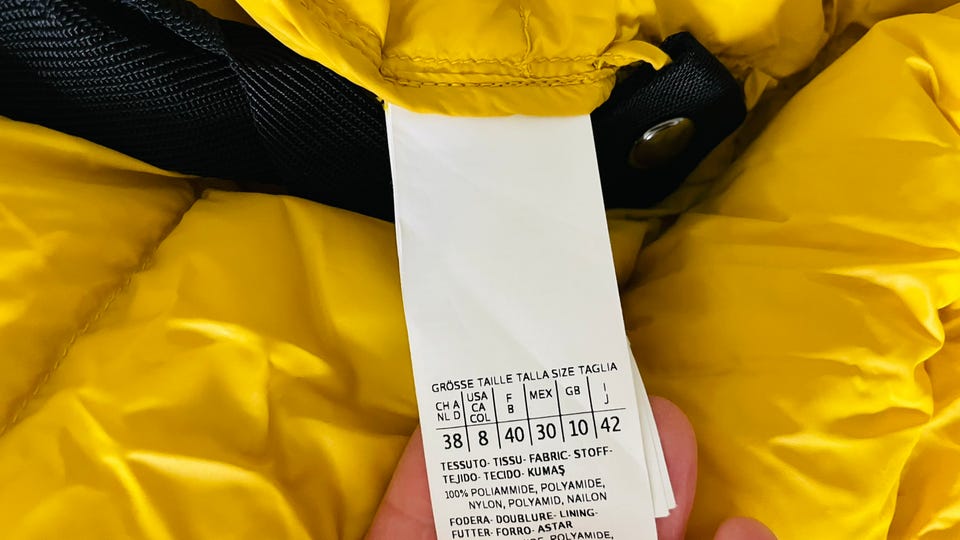 GRÖSSE TAILLE TALLA SIZE TAGLIA
CH A NL D | USA CA COL | F B | MEX | GB | I J
38 | 8 | 40 | 30 | 10 | 42
TESSUTO- TISSU- FABRIC- STOFF-
TEJIDO- TECIDO- KUMAŞ
100% POLIAMMIDE, POLYAMIDE,
NYLON, POLYAMID, NAILON
FODERA- DOUBLURE- LINING-
FUTTER- FORRO- ASTAR
POLYAMIDE,